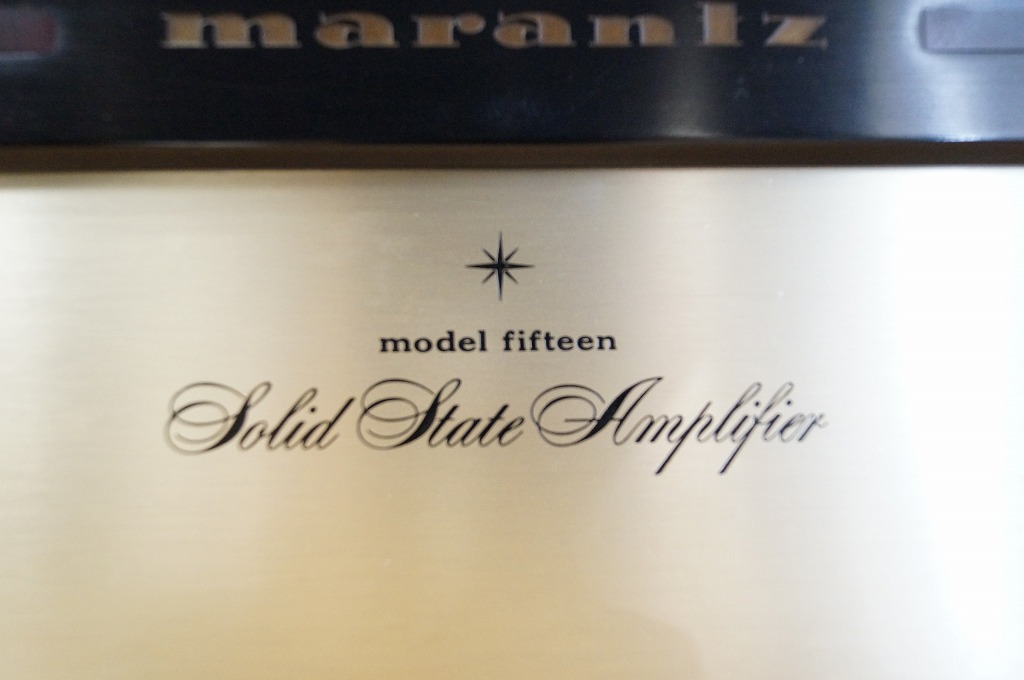 marantz
model fifteen
Solid State Amplifier